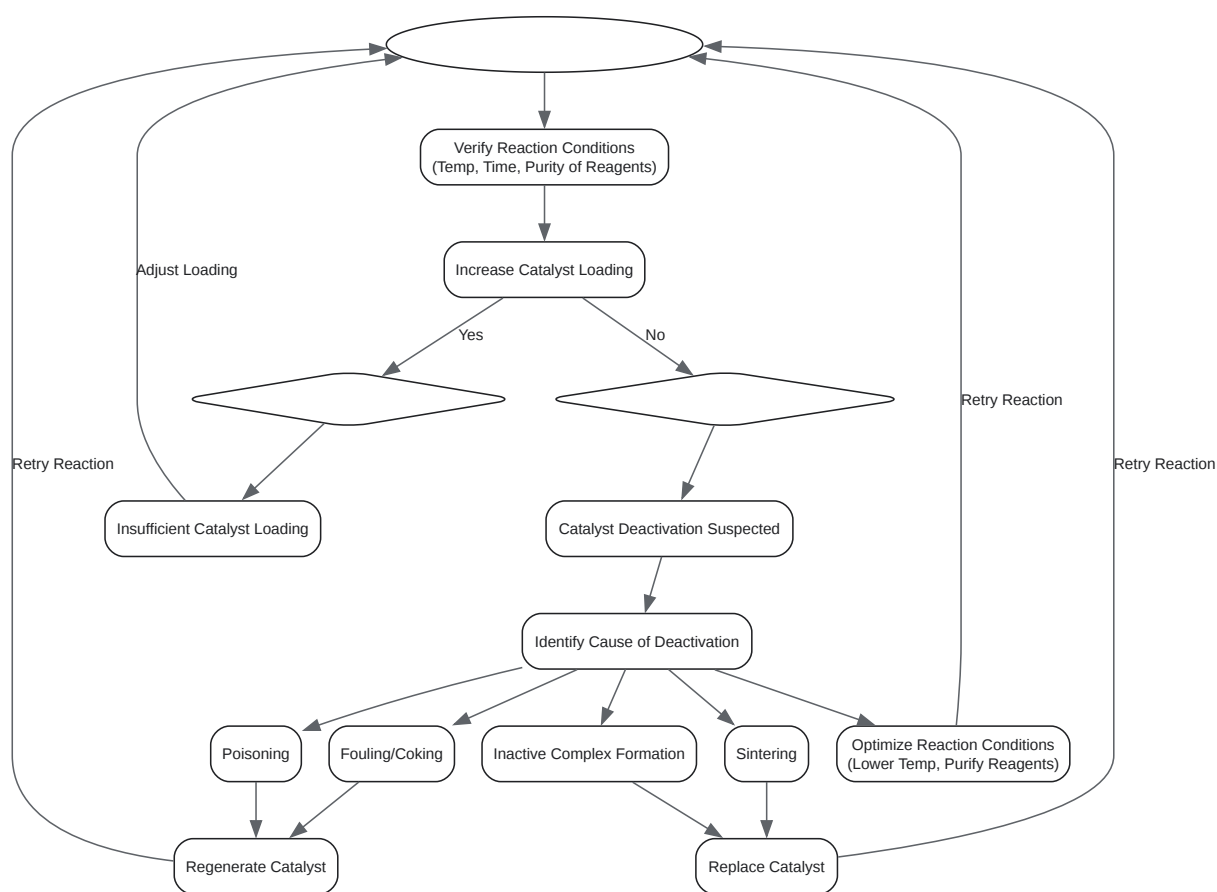 Verify Reaction Conditions
(Temp, Time, Purity of Reagents)
Increase Catalyst Loading
Adjust Loading
Yes
No
Retry Reaction
Retry Reaction
Retry Reaction
Insufficient Catalyst Loading
Catalyst Deactivation Suspected
Identify Cause of Deactivation
Poisoning
Fouling/Coking
Inactive Complex Formation
Sintering
Optimize Reaction Conditions
(Lower Temp, Purify Reagents)
Regenerate Catalyst
Replace Catalyst